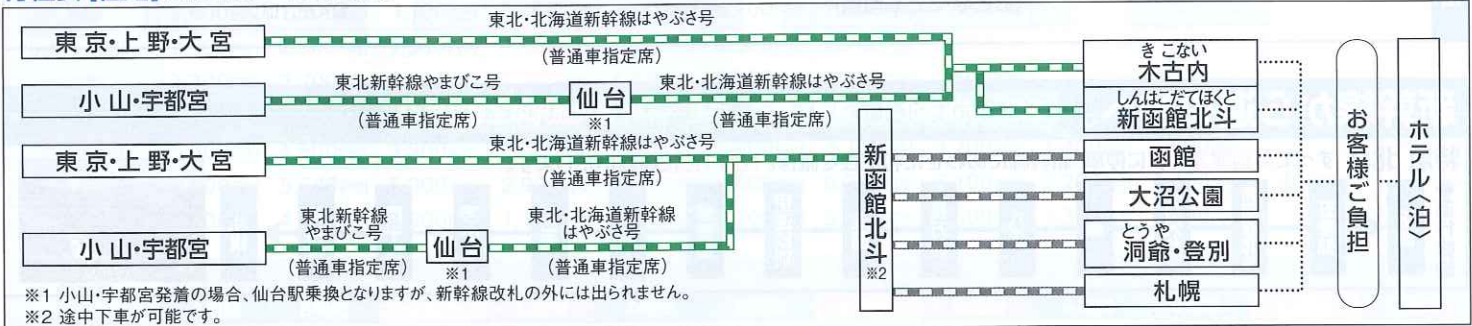 東北・北海道新幹線はやぶさ号
東京・上野・大宮
(普通車指定席)
東北新幹線やまびこ号
東北・北海道新幹線はやぶさ号
小山・宇都宮
仙台
(普通車指定席)
※1
(普通車指定席)
きこない
木古内
しんはこだてほくと
新函館北斗
東北・北海道新幹線はやぶさ号
東京・上野・大宮
(普通車指定席)
東北新幹線
やまびこ号
東北・北海道新幹線
はやぶさ号
小山・宇都宮
仙台
(普通車指定席)
※1
(普通車指定席)
新函館北斗
※2
函館
大沼公園
とうや
洞爺・登別
札幌
お客様ご負担
ホテル〈泊〉
※1 小山・宇都宮発着の場合、仙台駅乗換となりますが、新幹線改札の外には出られません。
※2 途中下車が可能です。